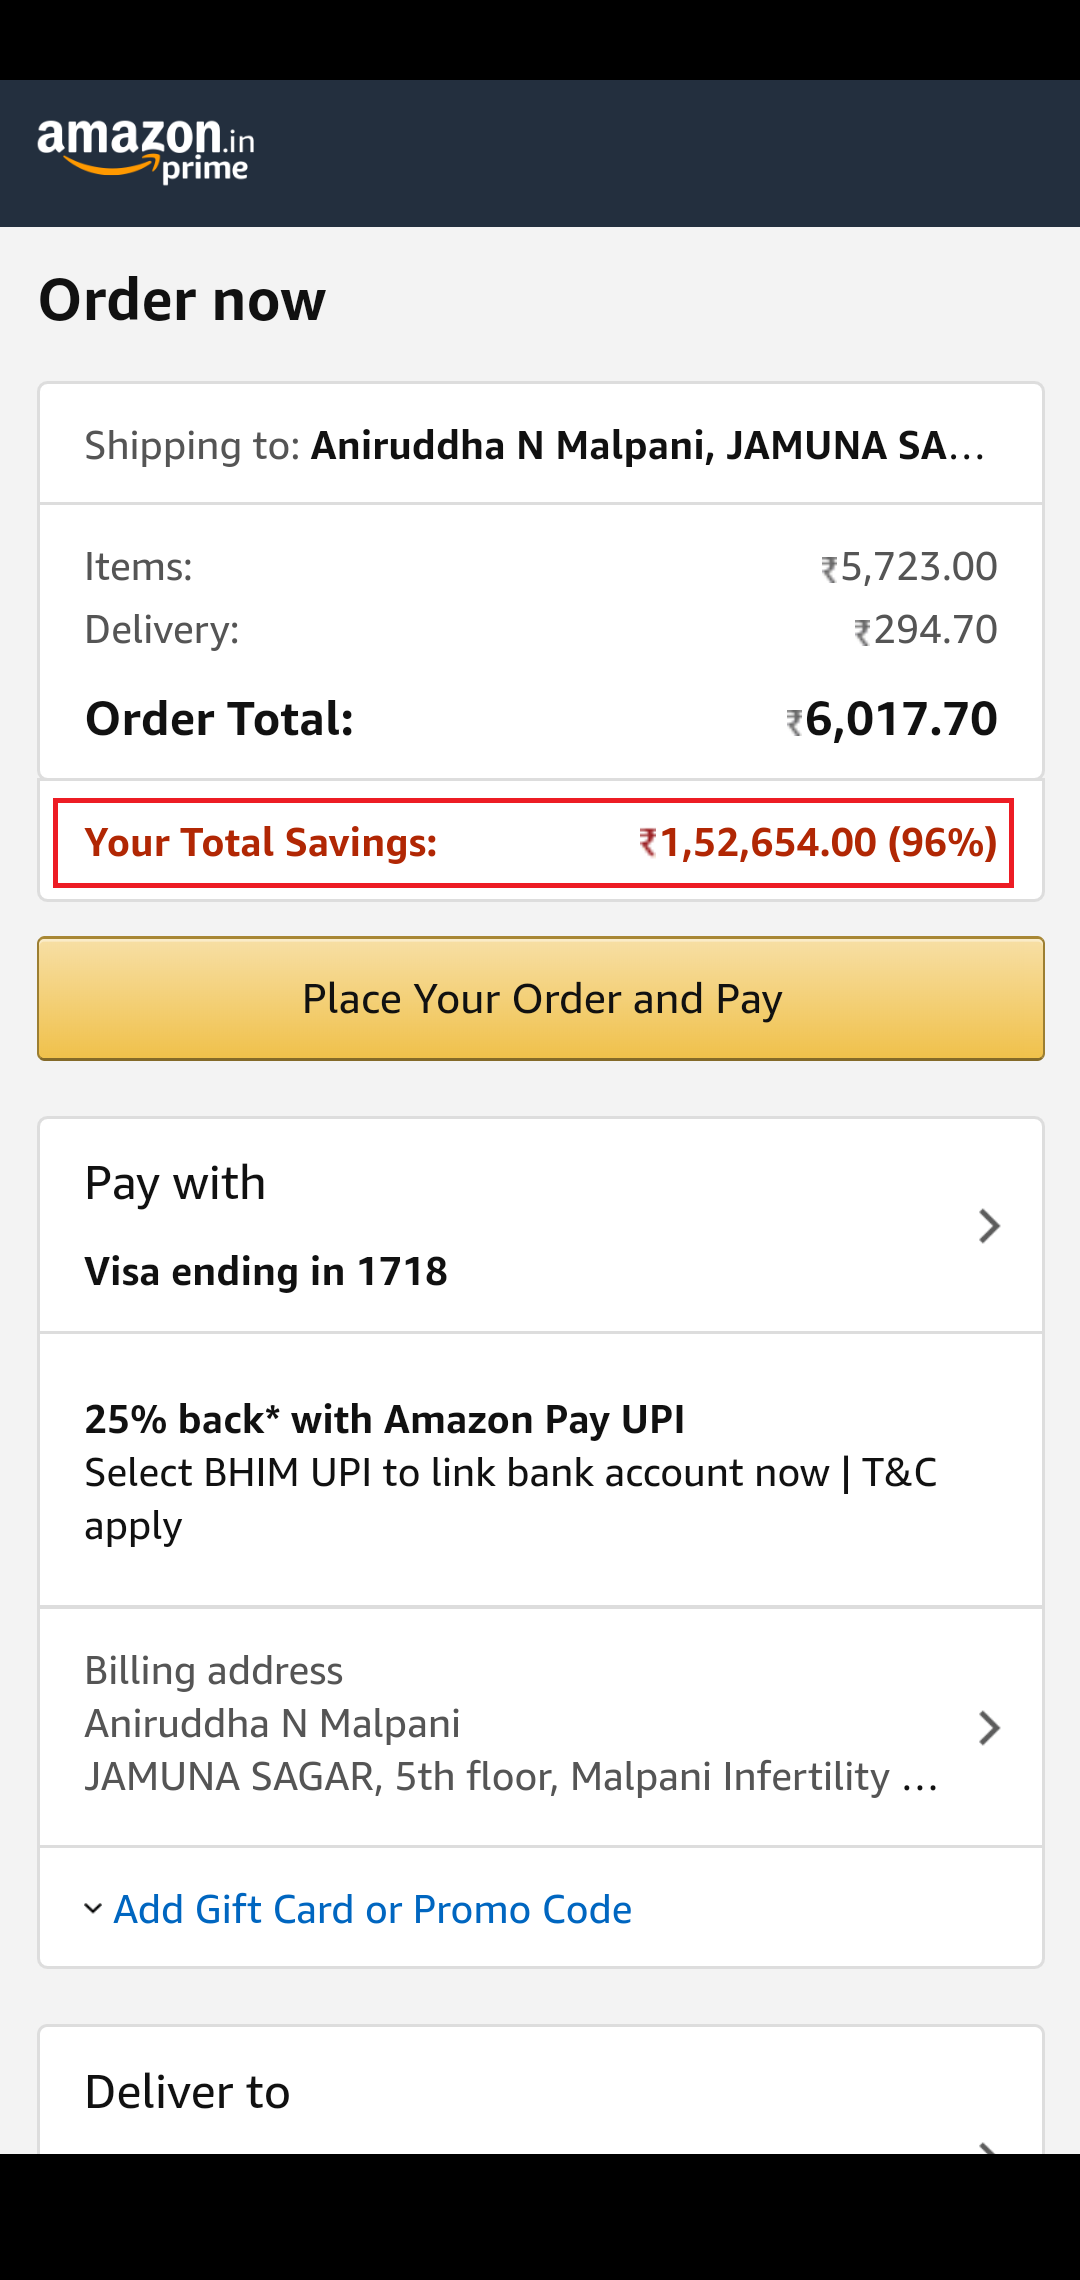 amazon.in
prime
Order now
Shipping to: Aniruddha N Malpani, JAMUNA SA...
Items: ₹5,723.00
Delivery: ₹294.70
Order Total: ₹6,017.70
Your Total Savings: ₹1,52,654.00 (96%)
Place Your Order and Pay
Pay with
Visa ending in 1718
25% back* with Amazon Pay UPI
Select BHIM UPI to link bank account now | T&C
apply
Billing address
Aniruddha N Malpani
JAMUNA SAGAR, 5th floor, Malpani Infertility ...
Add Gift Card or Promo Code
Deliver to